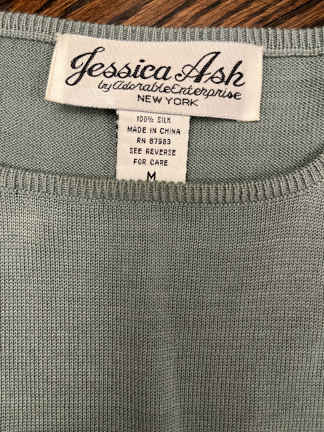 Jessica Ash
by Adorable Enterprise
NEW YORK
100% SILK
MADE IN CHINA
RN 87983
SEE REVERSE
FOR CARE
M